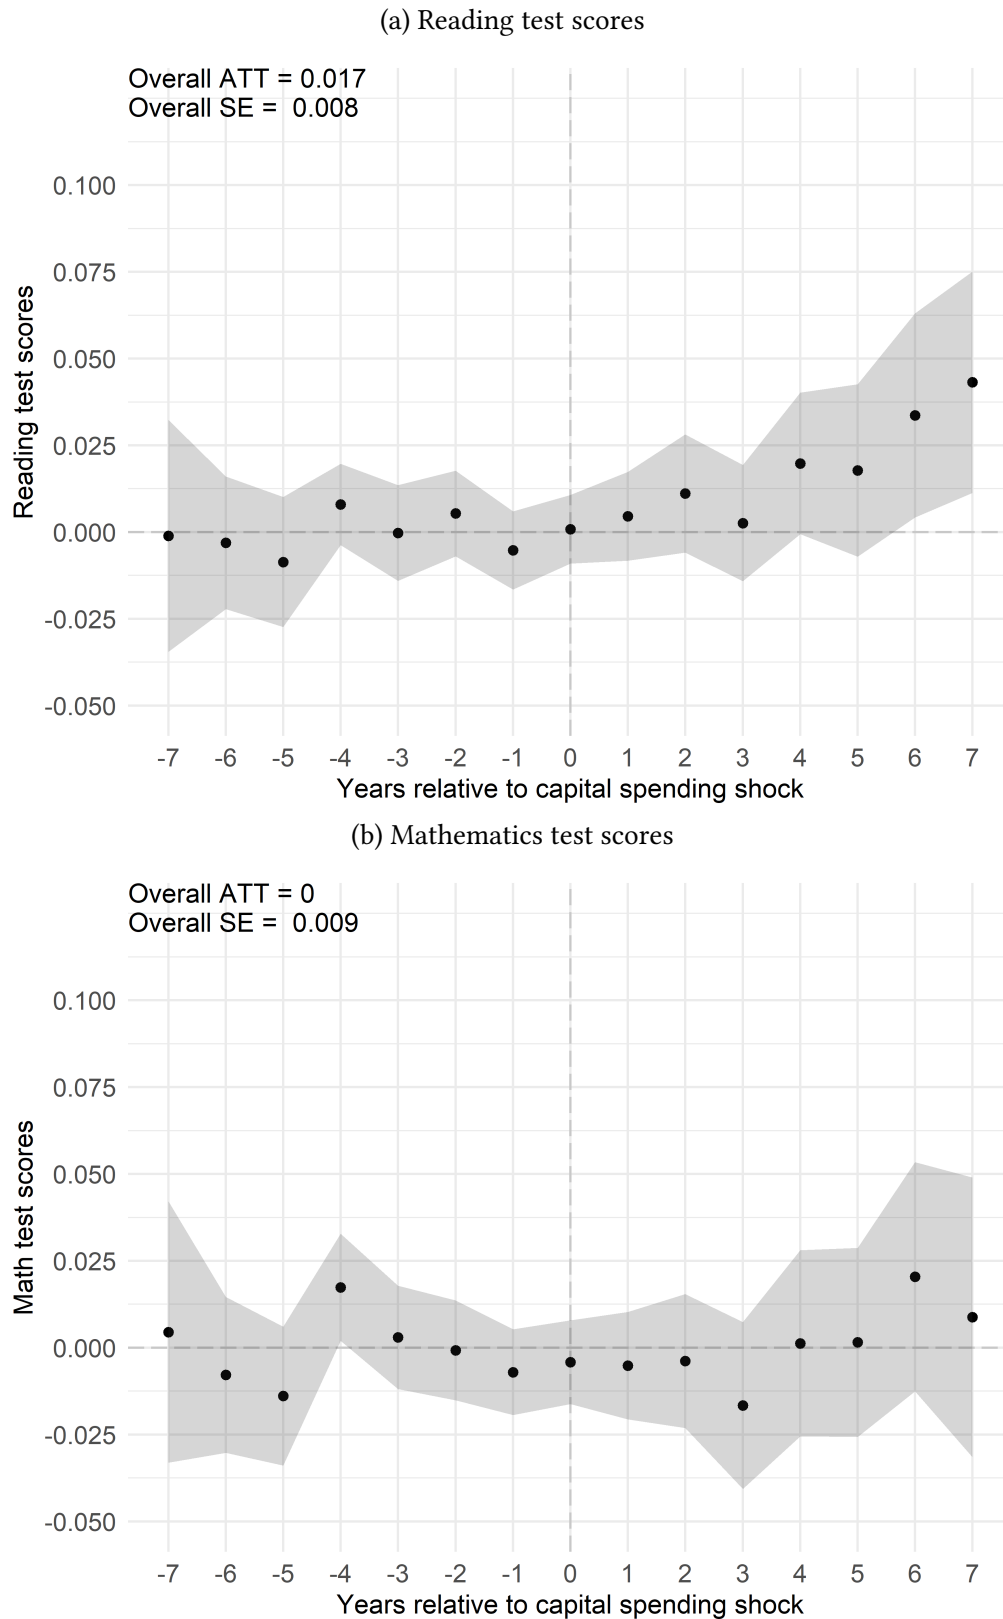 (a) Reading test scores
Overall ATT = 0.017
Overall SE =  0.008
0.100
0.075
0.050
0.025
0.000
-0.025
-0.050
Reading test scores
-7 -6 -5 -4 -3 -2 -1 0 1 2 3 4 5 6 7
Years relative to capital spending shock
(b) Mathematics test scores
Overall ATT = 0
Overall SE =  0.009
0.100
0.075
0.050
0.025
0.000
-0.025
-0.050
Math test scores
-7 -6 -5 -4 -3 -2 -1 0 1 2 3 4 5 6 7
Years relative to capital spending shock